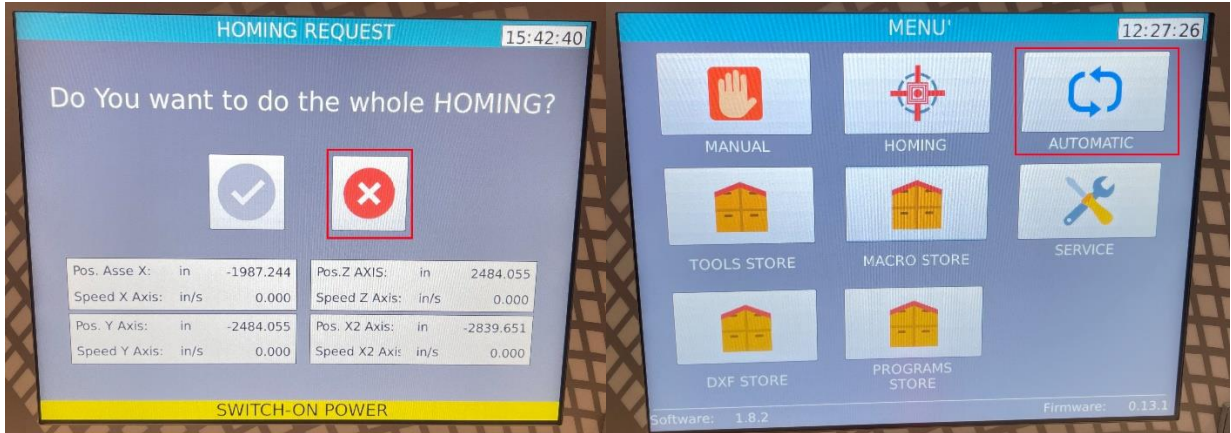 HOMING REQUEST
15:42:40
Do You want to do the whole HOMING?
Pos. Asse X: in -1987.244
Speed X Axis: in/s 0.000
Pos.Z AXIS: in 2484.055
Speed Z Axis: in/s 0.000
Pos. Y Axis: in -2484.055
Speed Y Axis: in/s 0.000
Pos. X2 Axis: in -2839.651
Speed X2 Axis in/s 0.000
SWITCH-ON POWER
MENU'
12:27:26
MANUAL
HOMING
AUTOMATIC
TOOLS STORE
MACRO STORE
SERVICE
DXF STORE
PROGRAMS
STORE
Software: 1.8.2
Firmware: 0.13.1